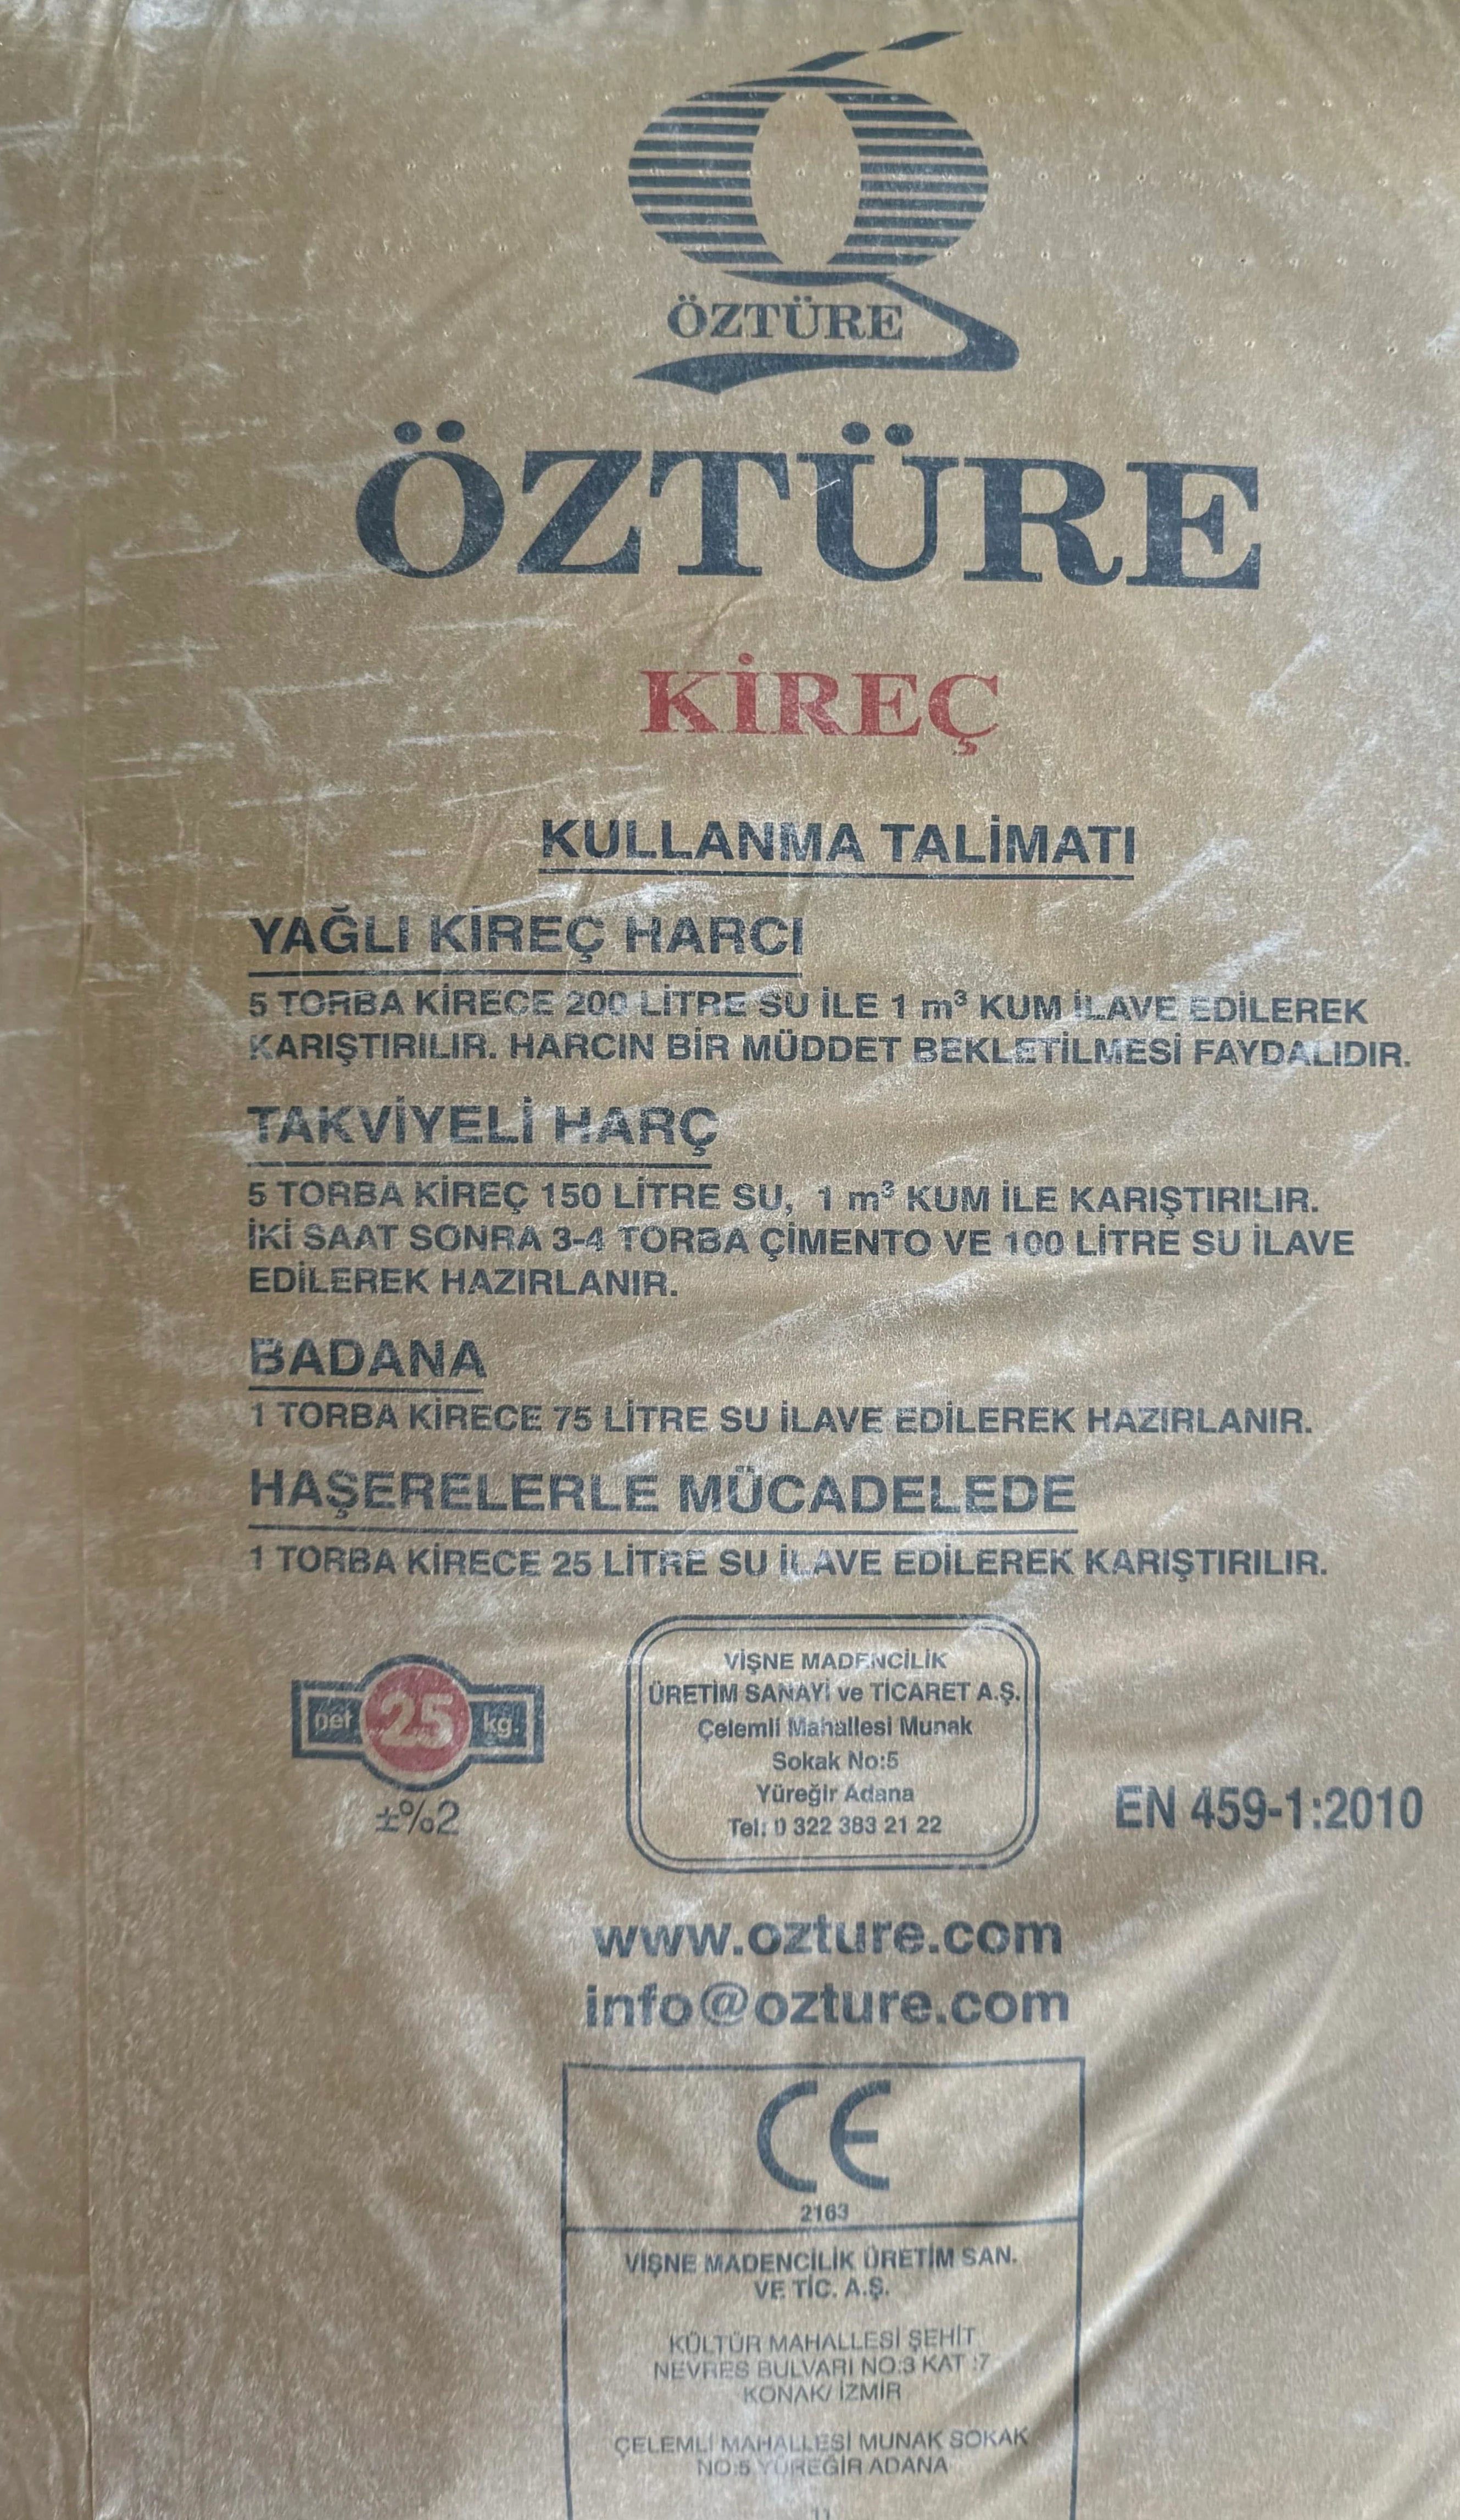 ÖZTÜRE
ÖZTÜRE
KİREÇ
KULLANMA TALİMATI
YAĞLI KİREÇ HARCI
5 TORBA KİRECE 200 LİTRE SU İLE 1 m³ KUM İLAVE EDİLEREK
KARIŞTIRILIR. HARCIN BİR MÜDDET BEKLETİLMESİ FAYDALIDIR.
TAKVİYELİ HARÇ
5 TORBA KİREÇ 150 LİTRE SU, 1 m³ KUM İLE KARIŞTIRILIR.
İKİ SAAT SONRA 3-4 TORBA ÇİMENTO VE 100 LİTRE SU İLAVE
EDİLEREK HAZIRLANIR.
BADANA
1 TORBA KİRECE 75 LİTRE SU İLAVE EDİLEREK HAZIRLANIR.
HAŞERELERLE MÜCADELEDE
1 TORBA KİRECE 25 LİTRE SU İLAVE EDİLEREK KARIŞTIRILIR.
net 25 kg.
±%2
VİŞNE MADENCİLİK
ÜRETİM SANAYİ ve TİCARET A.Ş.
Çelemli Mahallesi Munak
Sokak No:5
Yüreğir Adana
Tel: 0 322 383 21 22
EN 459-1:2010
www.ozture.com
info@ozture.com
CE
2163
VİŞNE MADENCİLİK ÜRETİM SAN.
VE TİC. A.Ş.
KÜLTÜR MAHALLESİ ŞEHİT
NEVRES BULVARI NO:3 KAT :7
KONAK/ İZMİR
ÇELEMLİ MAHALLESİ MUNAK SOKAK
NO:5 YÜREĞİR ADANA